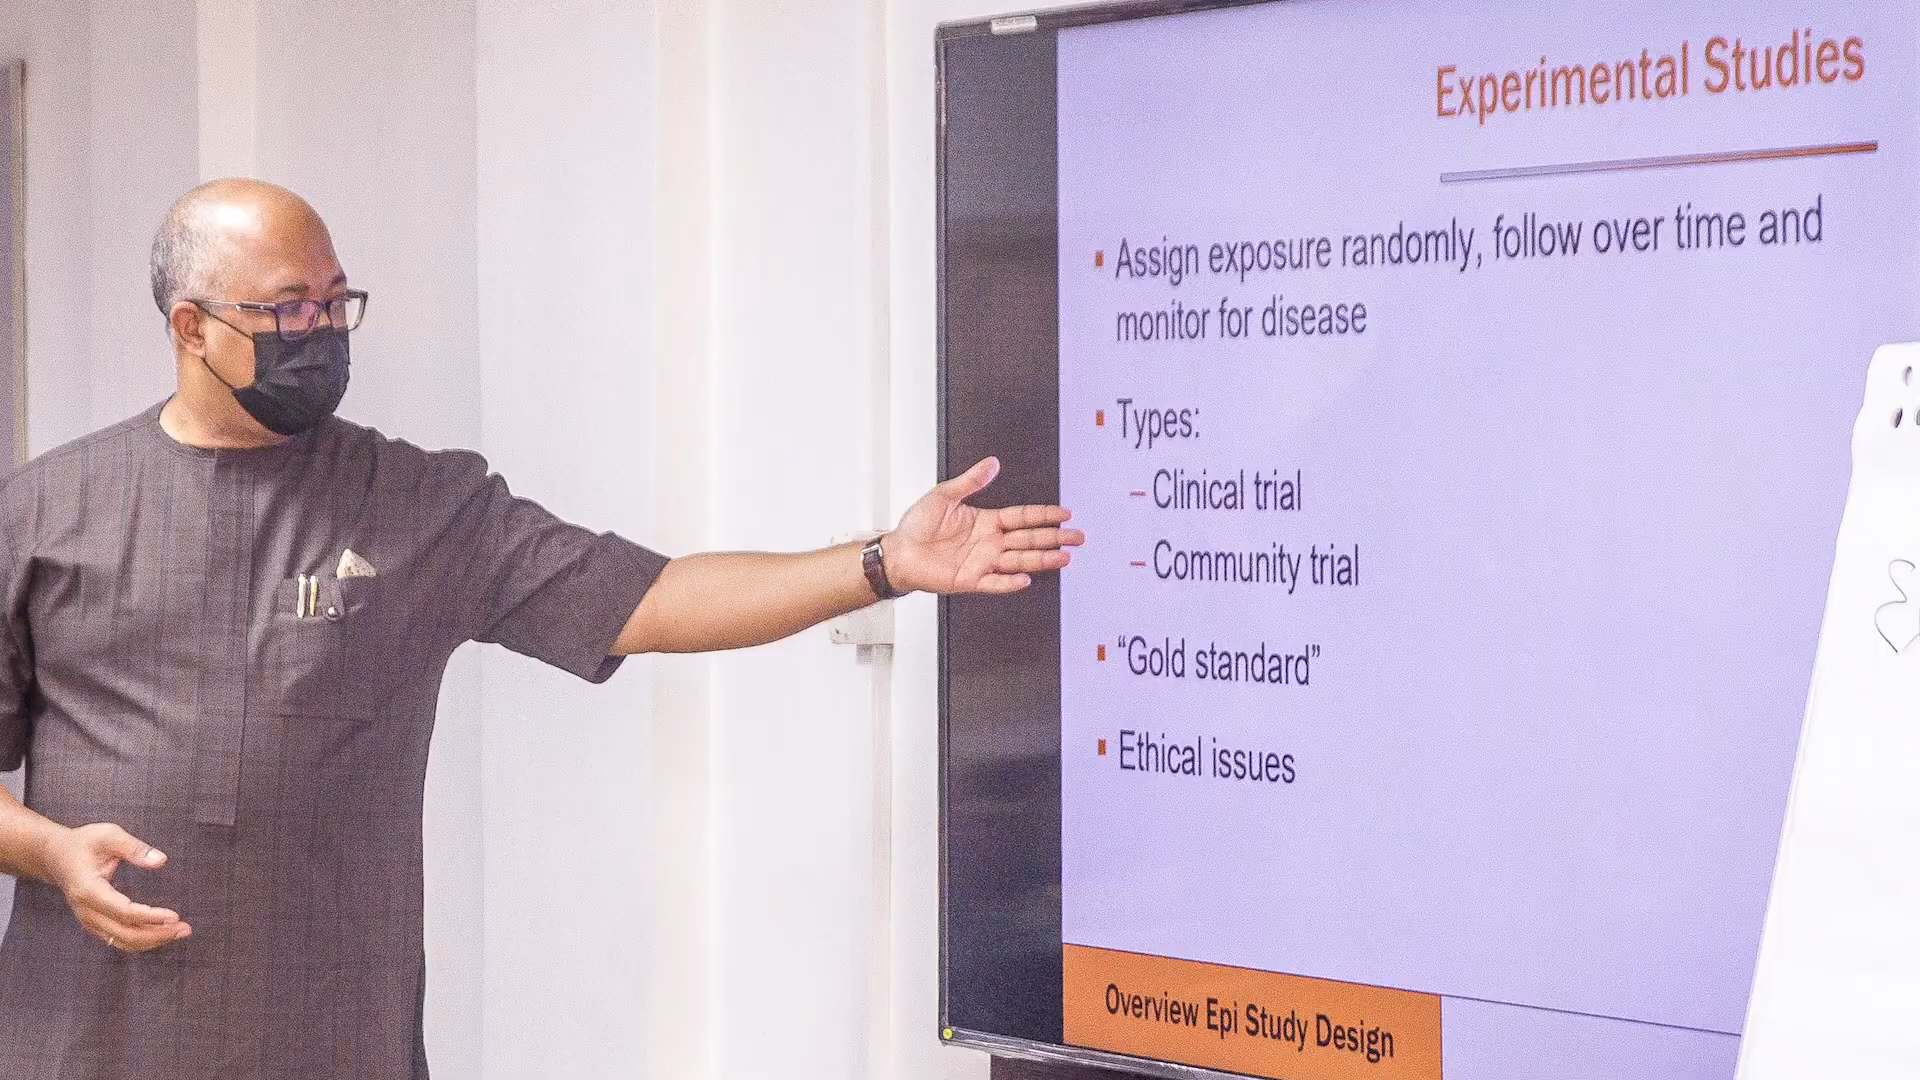 Experimental Studies
▪ Assign exposure randomly, follow over time and
monitor for disease
▪ Types:
– Clinical trial
– Community trial
▪ “Gold standard”
▪ Ethical issues
Overview Epi Study Design